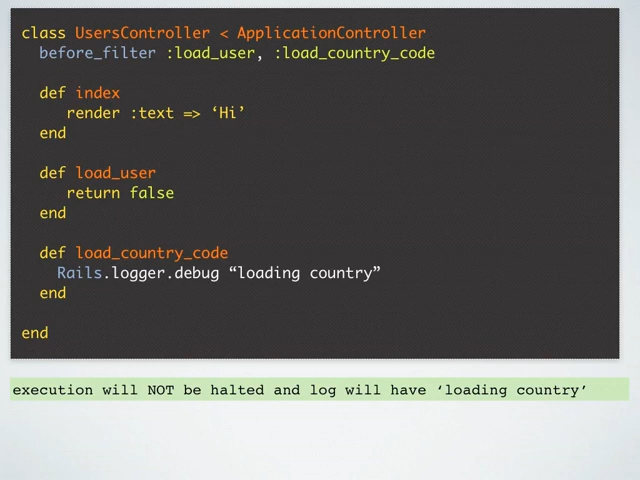 class UsersController < ApplicationController
before_filter :load_user, :load_country_code
def index
render :text => ‘Hi’
end
def load_user
return false
end
def load_country_code
Rails.logger.debug “loading country”
end
end
execution will NOT be halted and log will have ‘loading country’